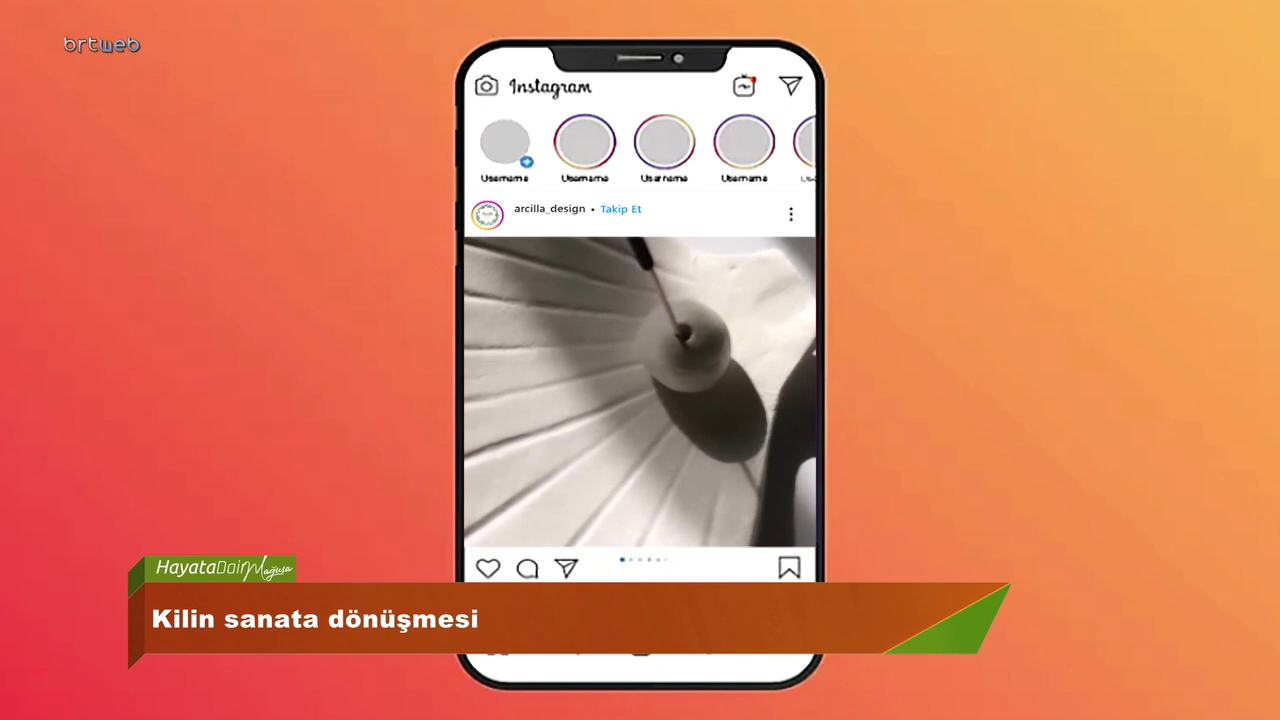 brtweb
Instagram
Username
Username
Username
Username
arcilla_design • Takip Et
HayataDair Mağusa
Kilin sanata dönüşmesi